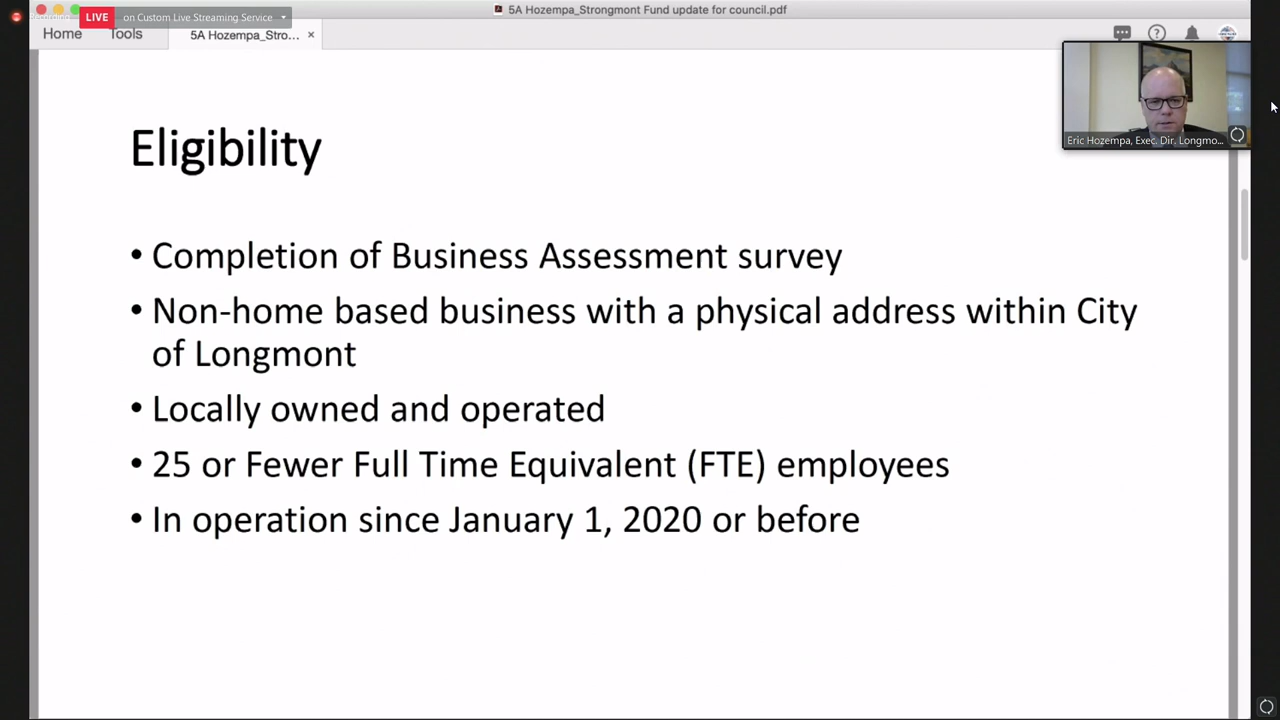 5A Hozempa_Strongmont Fund update for council.pdf
Recording
LIVE on Custom Live Streaming Service
Home Tools 5A Hozempa_Stro... ×
Eric Hozempa, Exec. Dir. Longmo...
Eligibility
• Completion of Business Assessment survey
• Non-home based business with a physical address within City
of Longmont
• Locally owned and operated
• 25 or Fewer Full Time Equivalent (FTE) employees
• In operation since January 1, 2020 or before